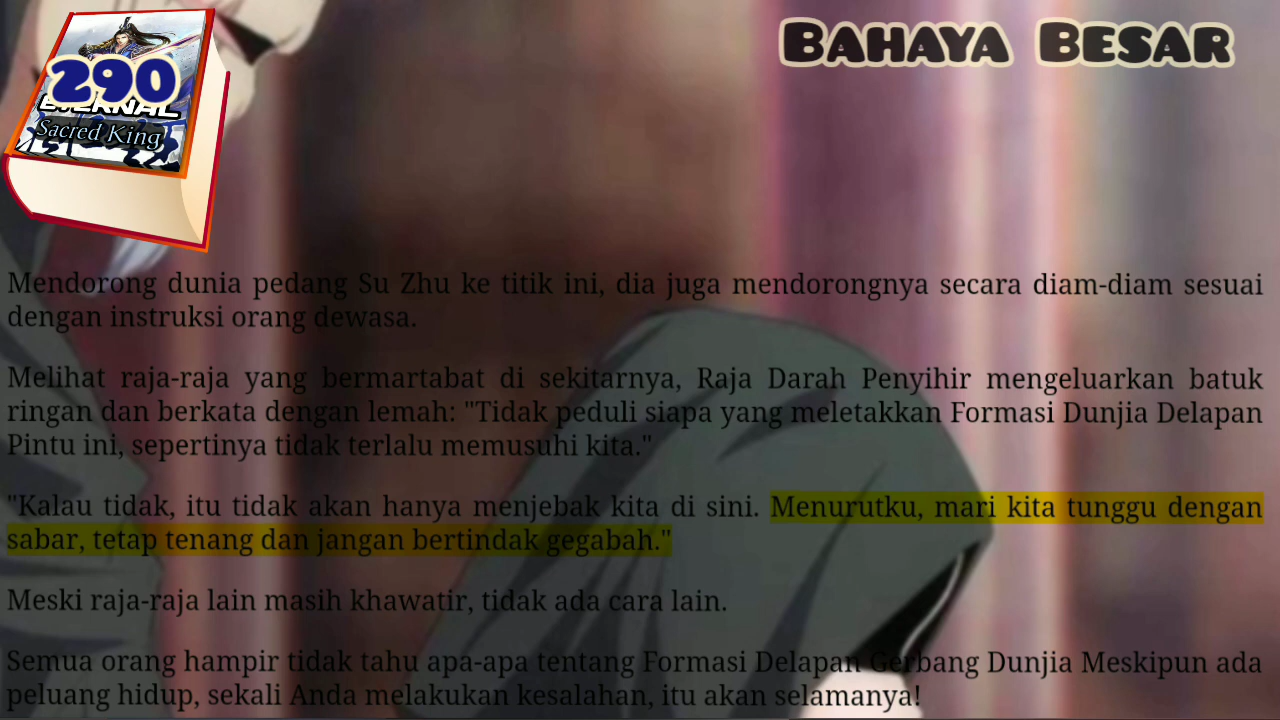 290
ETERNAL
Sacred King
Bahaya Besar
Mendorong dunia pedang Su Zhu ke titik ini, dia juga mendorongnya secara diam-diam sesuai
dengan instruksi orang dewasa.
Melihat raja-raja yang bermartabat di sekitarnya, Raja Darah Penyihir mengeluarkan batuk
ringan dan berkata dengan lemah: "Tidak peduli siapa yang meletakkan Formasi Dunjia Delapan
Pintu ini, sepertinya tidak terlalu memusuhi kita."
"Kalau tidak, itu tidak akan hanya menjebak kita di sini. Menurutku, mari kita tunggu dengan
sabar, tetap tenang dan jangan bertindak gegabah."
Meski raja-raja lain masih khawatir, tidak ada cara lain.
Semua orang hampir tidak tahu apa-apa tentang Formasi Delapan Gerbang Dunjia Meskipun ada
peluang hidup, sekali Anda melakukan kesalahan, itu akan selamanya!